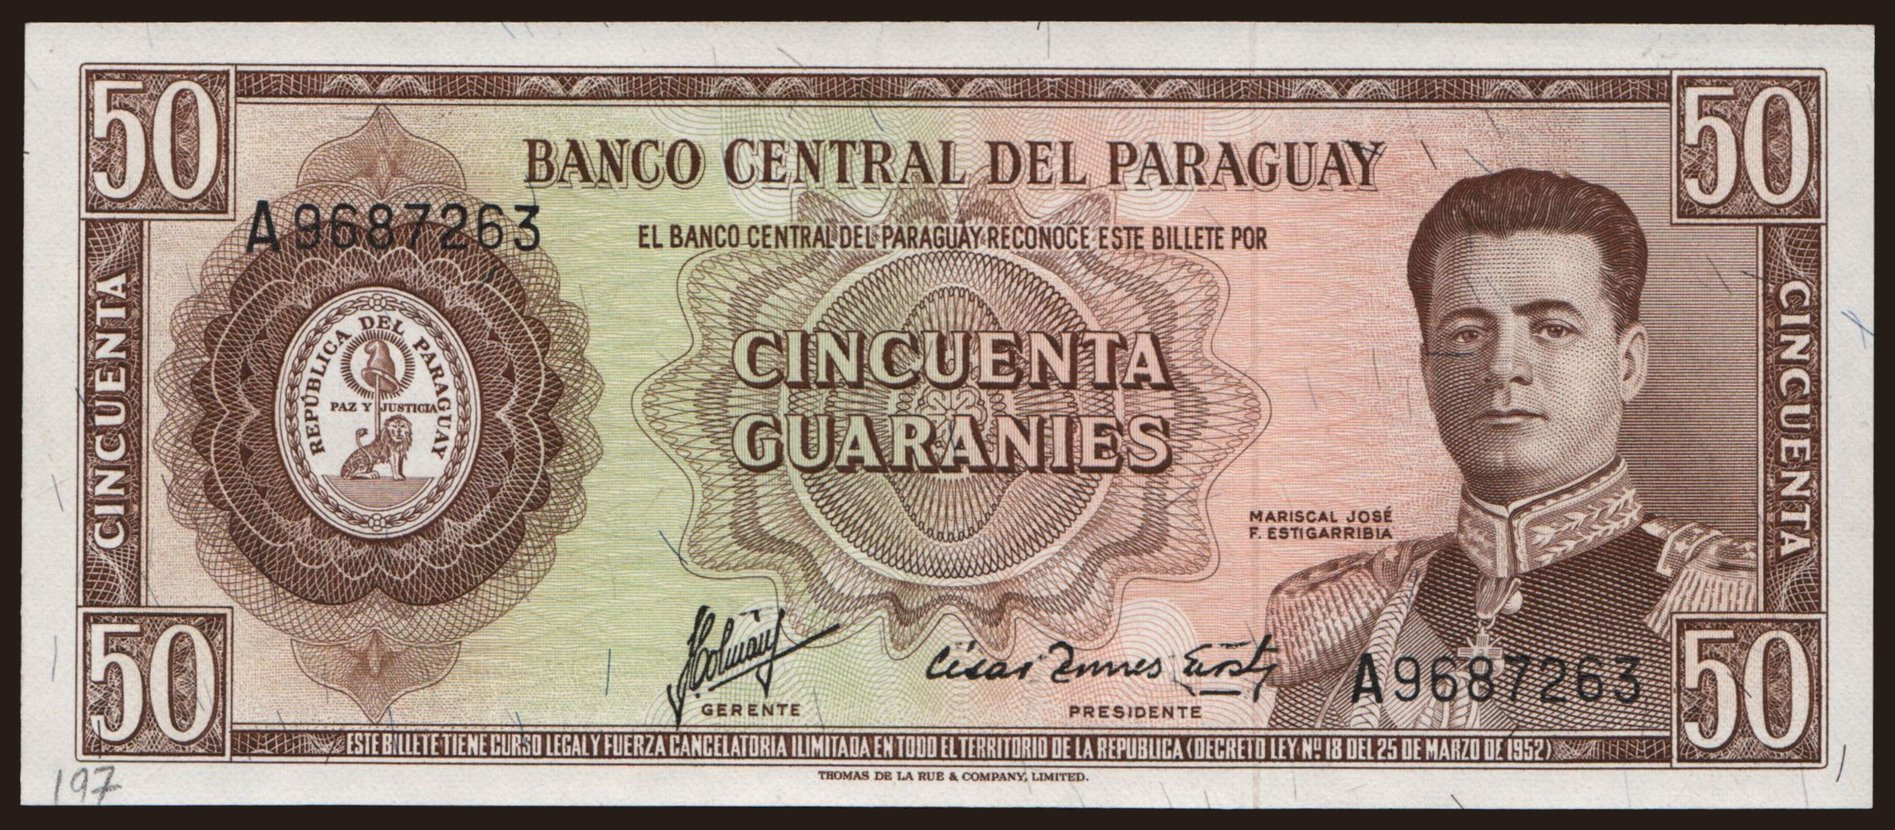 50
50
BANCO CENTRAL DEL PARAGUAY
A9687263
EL BANCO CENTRAL DEL PARAGUAY RECONOCE ESTE BILLETE POR
CINCUENTA
CINCUENTA
REPÚBLICA DEL PARAGUAY
PAZ Y JUSTICIA
CINCUENTA
GUARANIES
MARISCAL JOSÉ
F. ESTIGARRIBIA
César
GERENTE
PRESIDENTE
A9687263
50
50
ESTE BILLETE TIENE CURSO LEGAL Y FUERZA CANCELATORIA ILIMITADA EN TODO EL TERRITORIO DE LA REPUBLICA (DECRETO LEY Nº 18 DEL 25 DE MARZO DE 1952)
THOMAS DE LA RUE & COMPANY, LIMITED.
197